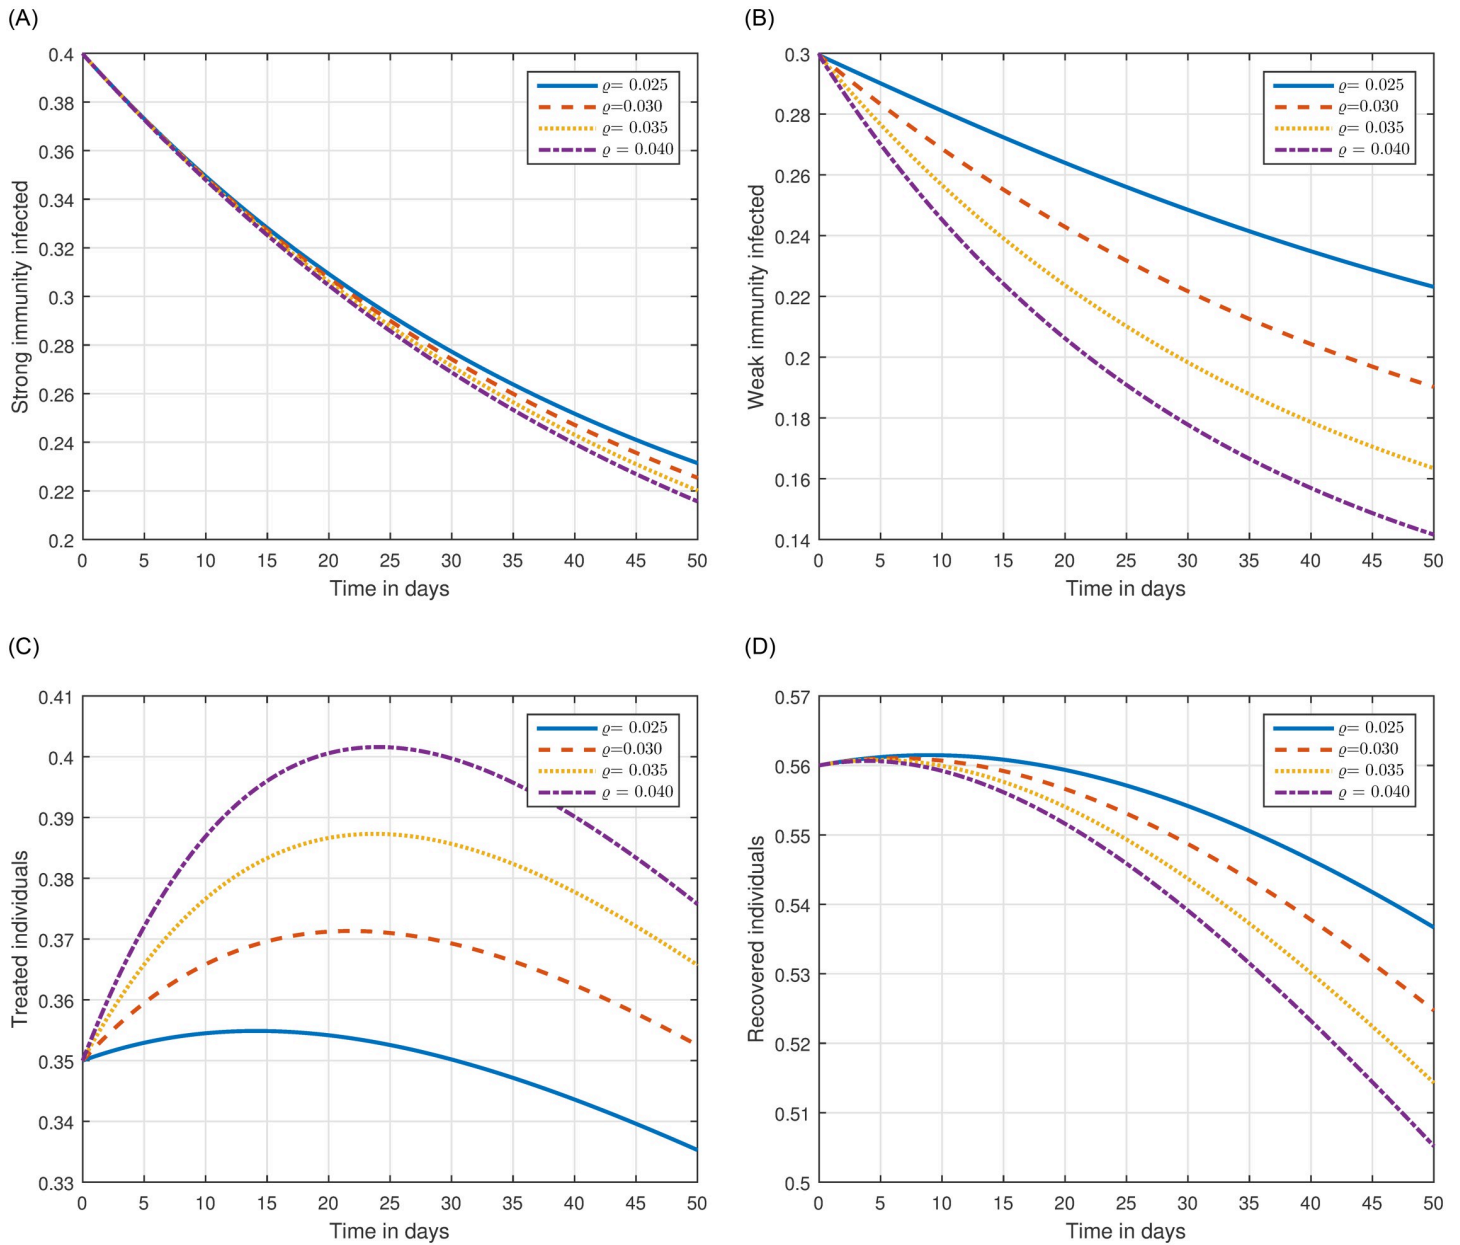 (A)
0.4
0.38
0.36
0.34
0.32
0.3
0.28
0.26
0.24
0.22
0.2
Strong immunity infected
0 5 10 15 20 25 30 35 40 45 50
Time in days
ϱ= 0.025
ϱ=0.030
ϱ= 0.035
ϱ = 0.040
(B)
0.3
0.28
0.26
0.24
0.22
0.2
0.18
0.16
0.14
Weak immunity infected
0 5 10 15 20 25 30 35 40 45 50
Time in days
ϱ= 0.025
ϱ=0.030
ϱ= 0.035
ϱ = 0.040
(C)
0.41
0.4
0.39
0.38
0.37
0.36
0.35
0.34
0.33
Treated individuals
0 5 10 15 20 25 30 35 40 45 50
Time in days
ϱ= 0.025
ϱ=0.030
ϱ= 0.035
ϱ = 0.040
(D)
0.57
0.56
0.55
0.54
0.53
0.52
0.51
0.5
Recovered individuals
0 5 10 15 20 25 30 35 40 45 50
Time in days
ϱ= 0.025
ϱ=0.030
ϱ= 0.035
ϱ = 0.040